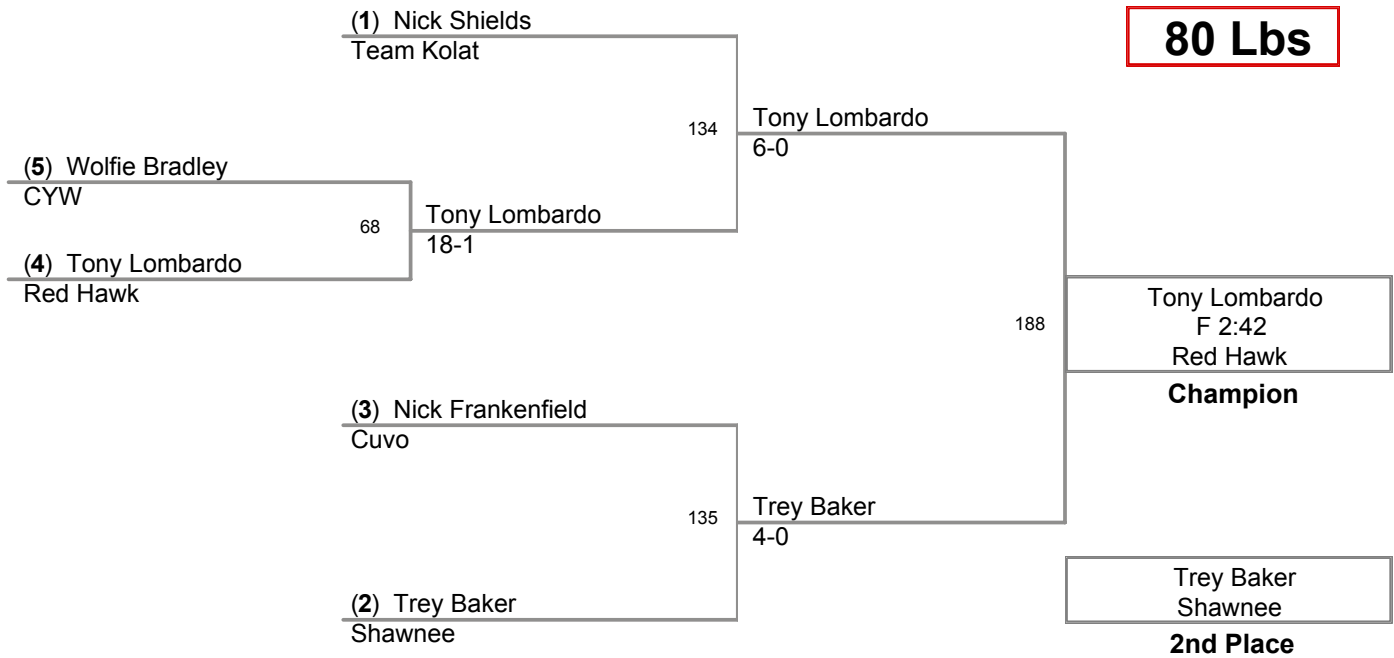 (1) Nick Shields
Team Kolat
80 Lbs
134
Tony Lombardo
6-0
(5) Wolfie Bradley
CYW
68
Tony Lombardo
18-1
(4) Tony Lombardo
Red Hawk
188
Tony Lombardo
F 2:42
Red Hawk
Champion
(3) Nick Frankenfield
Cuvo
135
Trey Baker
4-0
(2) Trey Baker
Shawnee
Trey Baker
Shawnee
2nd Place